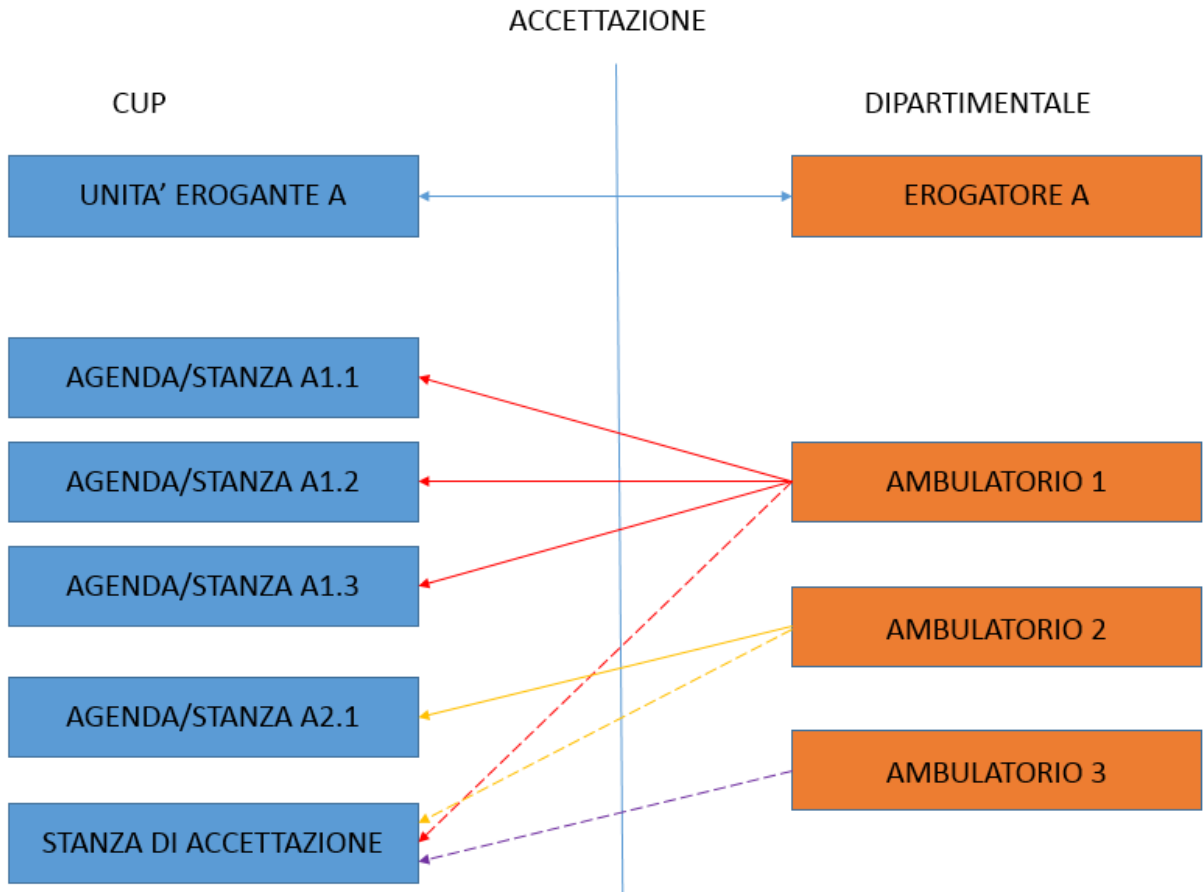 ACCETTAZIONE
CUP
DIPARTIMENTALE
UNITA’ EROGANTE A
EROGATORE A
AGENDA/STANZA A1.1
AGENDA/STANZA A1.2
AMBULATORIO 1
AGENDA/STANZA A1.3
AMBULATORIO 2
AGENDA/STANZA A2.1
AMBULATORIO 3
STANZA DI ACCETTAZIONE